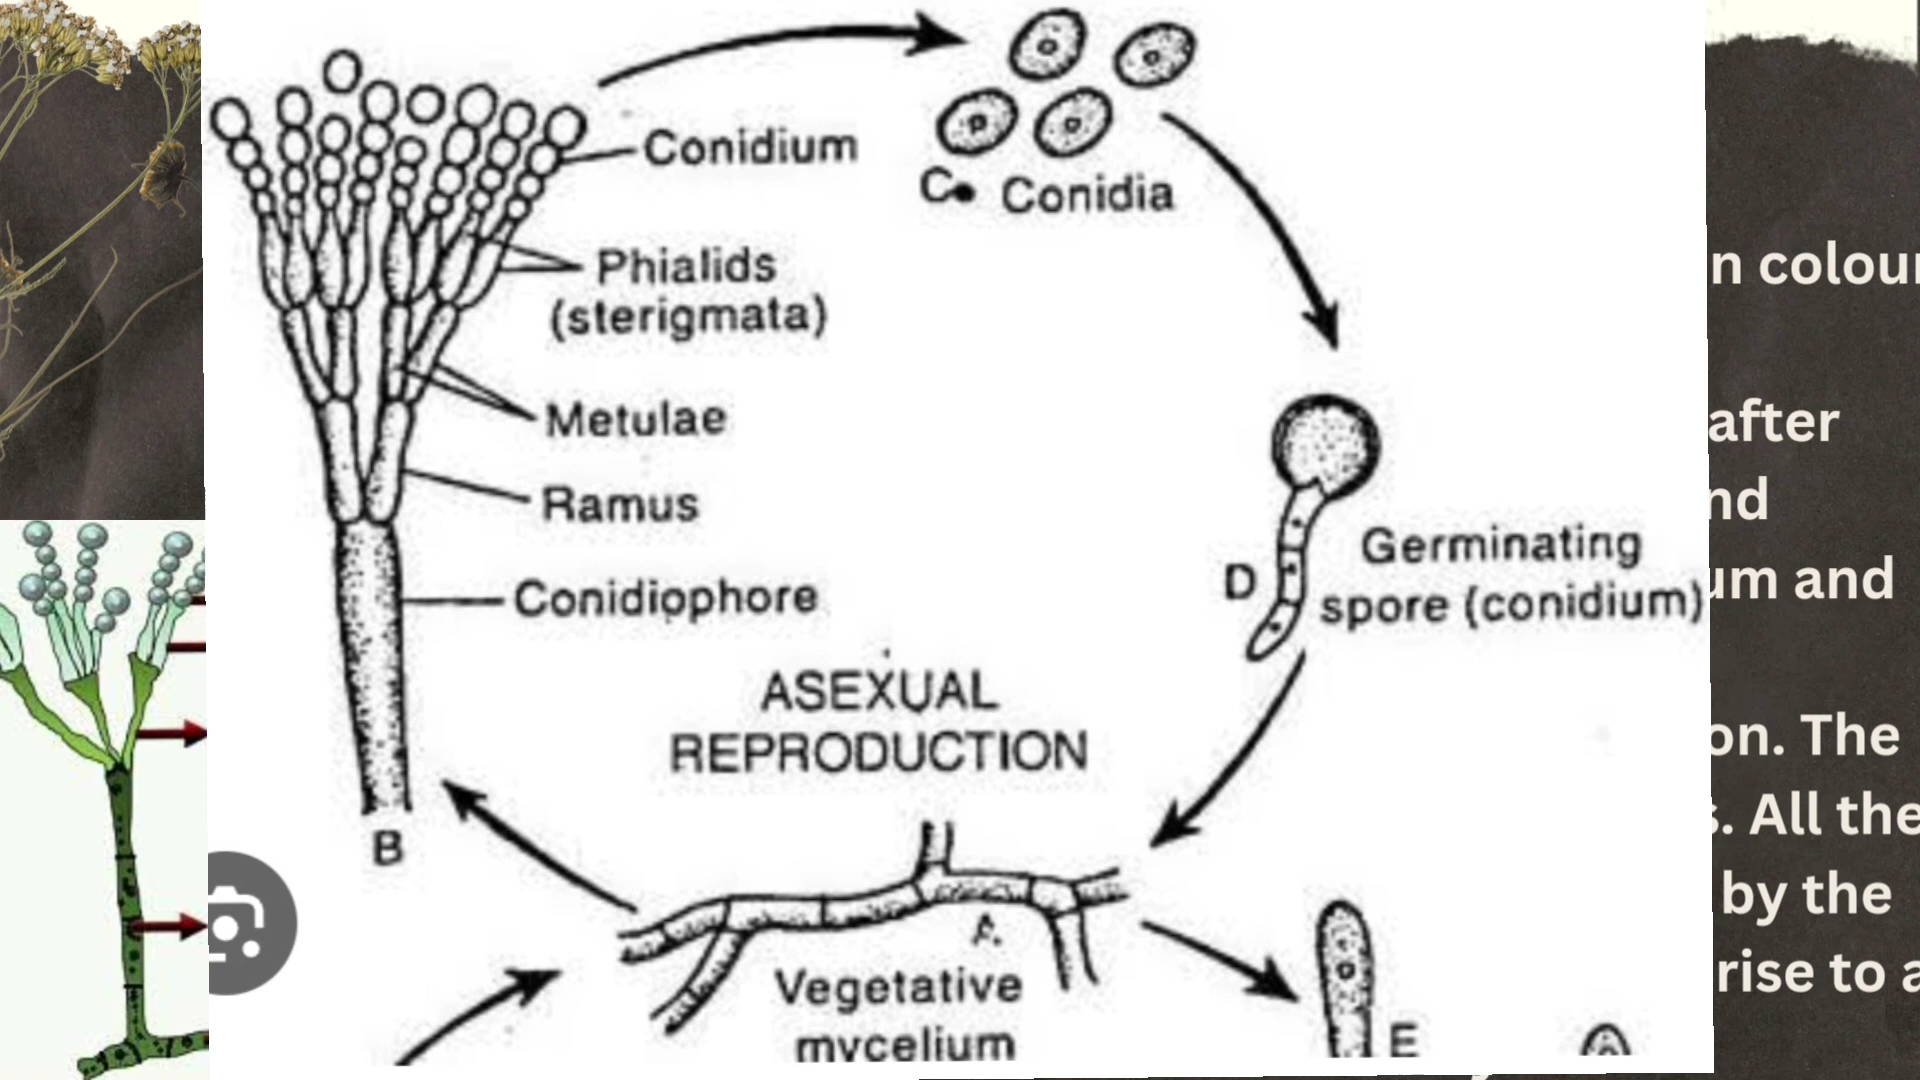 Conidium
C Conidia
Phialids
(sterigmata)
Metulae
Ramus
Conidiophore
D
Germinating
spore (conidium)
ASEXUAL
REPRODUCTION
B
A.
Vegetative
mycelium
E
n colour
after
nd
um and
on. The
s. All the
by the
rise to a